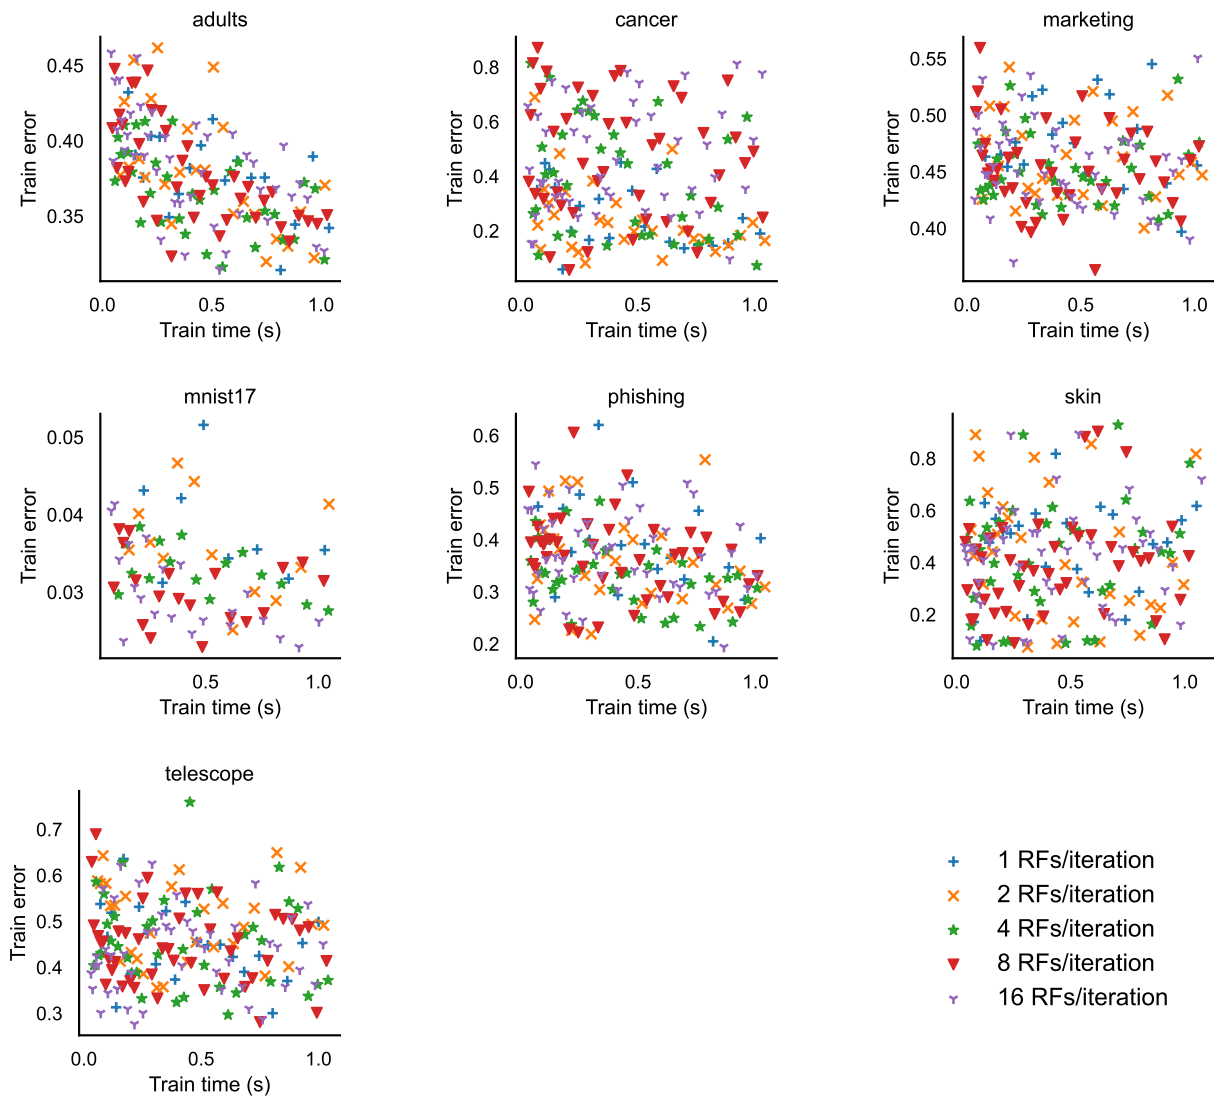 adults
Train error
0.45
0.40
0.35
0.0 0.5 1.0
Train time (s)
cancer
Train error
0.8
0.6
0.4
0.2
0.0 0.5 1.0
Train time (s)
marketing
Train error
0.55
0.50
0.45
0.40
0.0 0.5 1.0
Train time (s)
mnist17
Train error
0.05
0.04
0.03
0.5 1.0
Train time (s)
phishing
Train error
0.6
0.5
0.4
0.3
0.2
0.0 0.5 1.0
Train time (s)
skin
Train error
0.8
0.6
0.4
0.2
0.0 0.5 1.0
Train time (s)
telescope
Train error
0.7
0.6
0.5
0.4
0.3
0.0 0.5 1.0
Train time (s)
1 RFs/iteration
2 RFs/iteration
4 RFs/iteration
8 RFs/iteration
16 RFs/iteration